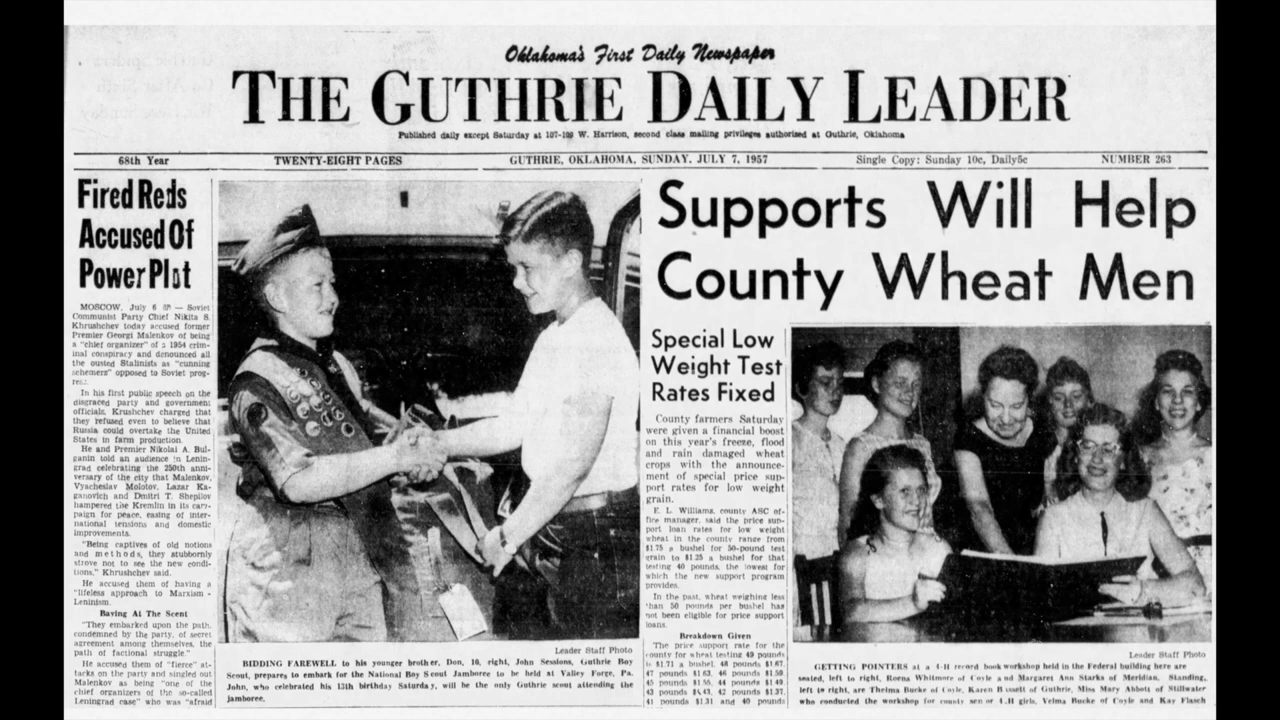 Oklahoma's First Daily Newspaper
THE GUTHRIE DAILY LEADER
Published daily except Saturday at 107-109 W. Harrison, second class mailing privileges authorized at Guthrie, Oklahoma
68th Year TWENTY-EIGHT PAGES GUTHRIE, OKLAHOMA, SUNDAY, JULY 7, 1957 Single Copy: Sunday 10c, Daily 5c NUMBER 263
Fired Reds
Accused Of
Power Plot
MOSCOW, July 6 — Soviet
Communist Party Chief Nikita S.
Khrushchev today accused former
Premier Georgi Malenkov of being
a "chief organizer" of a 1954 crim-
inal conspiracy and denounced all
the ousted Stalinists as "cunning
schemers" opposed to Soviet prog-
ress.
In his first public speech on the
disgraced party and government
officials, Krushchev charged that
they refused even to believe that
Russia could overtake the United
States in farm production.
He and Premier Nikolai A. Bul-
ganin told an audience in Lenin-
grad celebrating the 250th anni-
versary of the city that Malenkov,
Vyacheslav Molotov, Lazar Ka-
ganovich and Dmitri T. Shepilov
hampered the Kremlin in its cam-
paign for peace, easing of inter-
national tensions and domestic
improvements.
"Being captives of old notions
and methods, they stubbornly
strove not to see the new condi-
tions," Khrushchev said.
He accused them of having a
"lifeless approach to Marxism -
Leninism.
Baying At The Scent
"They embarked upon the path,
condemned by the party, of secret
agreement among themselves, the
path of factional struggle."
He accused them of "fierce" at-
tacks on the party and singled out
Malenkov as being "one of the
chief organizers of the so-called
Leningrad case" who was "afraid
Leader Staff Photo
BIDDING FAREWELL to his younger brother, Don, 10, right, John Sessions, Guthrie Boy
Scout, prepares to embark for the National Boy Scout Jamboree to be held at Valley Forge, Pa.
John, who celebrated his 13th birthday Saturday, will be the only Guthrie scout attending the
jamboree.
Supports Will Help
County Wheat Men
Special Low
Weight Test
Rates Fixed
County farmers Saturday
were given a financial boost
on this year's freeze, flood
and rain damaged wheat
crops with the announce-
ment of special price sup-
port rates for low weight
grain.
E. L. Williams, county ASC of-
fice manager, said the price sup-
port loan rates for low weight
wheat in the county range from
$1.75 a bushel for 50-pound test
grain to $1.25 a bushel for that
testing 40 pounds, the lowest for
which the new support program
provides.
In the past, wheat weighing less
than 50 pounds per bushel has
not been eligible for price support
loans.
Breakdown Given
The price support rate for the
county for wheat testing 49 pounds
is $1.71 a bushel, 48 pounds $1.67,
47 pounds $1.63, 46 pounds $1.59
45 pounds $1.55, 44 pounds $1.49
43 pounds $1.43, 42 pounds $1.37,
41 pounds $1.31 and 40 pounds
Leader Staff Photo
GETTING POINTERS at a 4-H record book workshop held in the Federal building here are
seated, left to right, Roena Whitmore of Coyle and Margaret Ann Starks of Meridian. Standing,
left to right, are Thelma Bucke of Coyle, Karen Bassett of Guthrie, Miss Mary Abbott of Stillwater
who conducted the workshop for county senior 4-H girls, Velma Bucke of Coyle and Kay Flasch